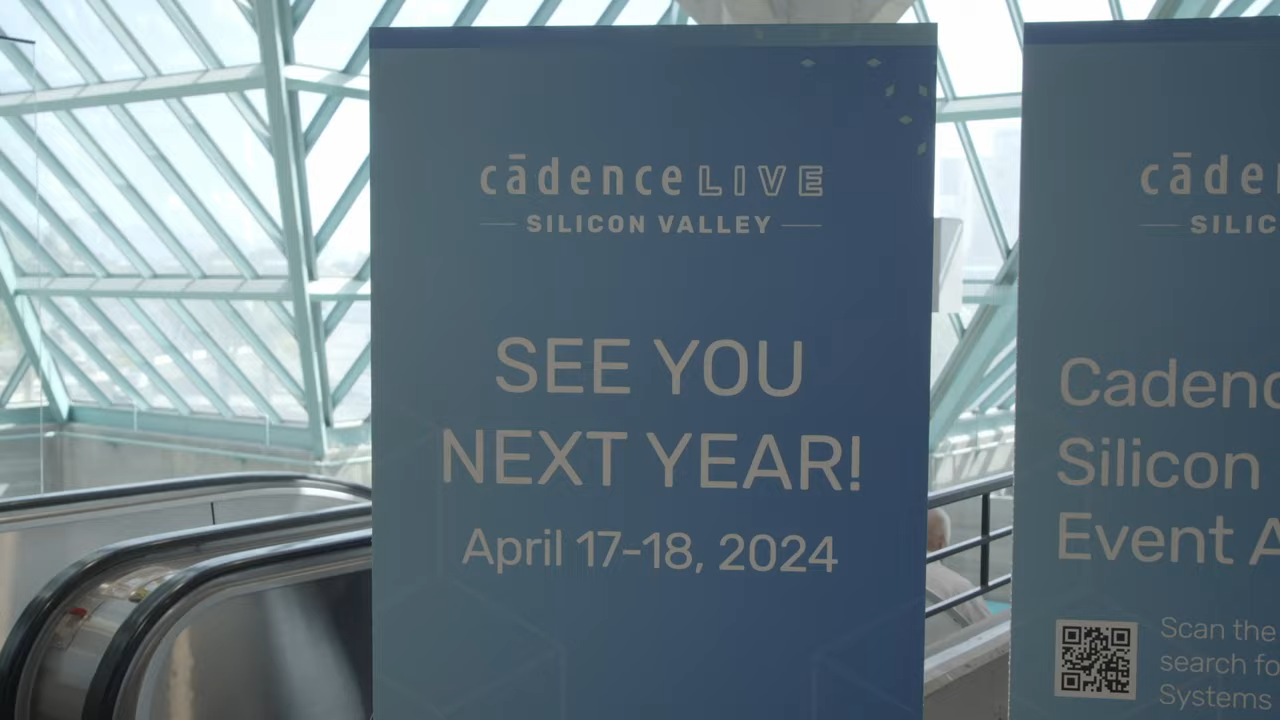 cādenceLIVE
SILICON VALLEY
SEE YOU
NEXT YEAR!
April 17-18, 2024
cāde
SILIC
Cadenc
Silicon
Event A
Scan the
search fo
Systems